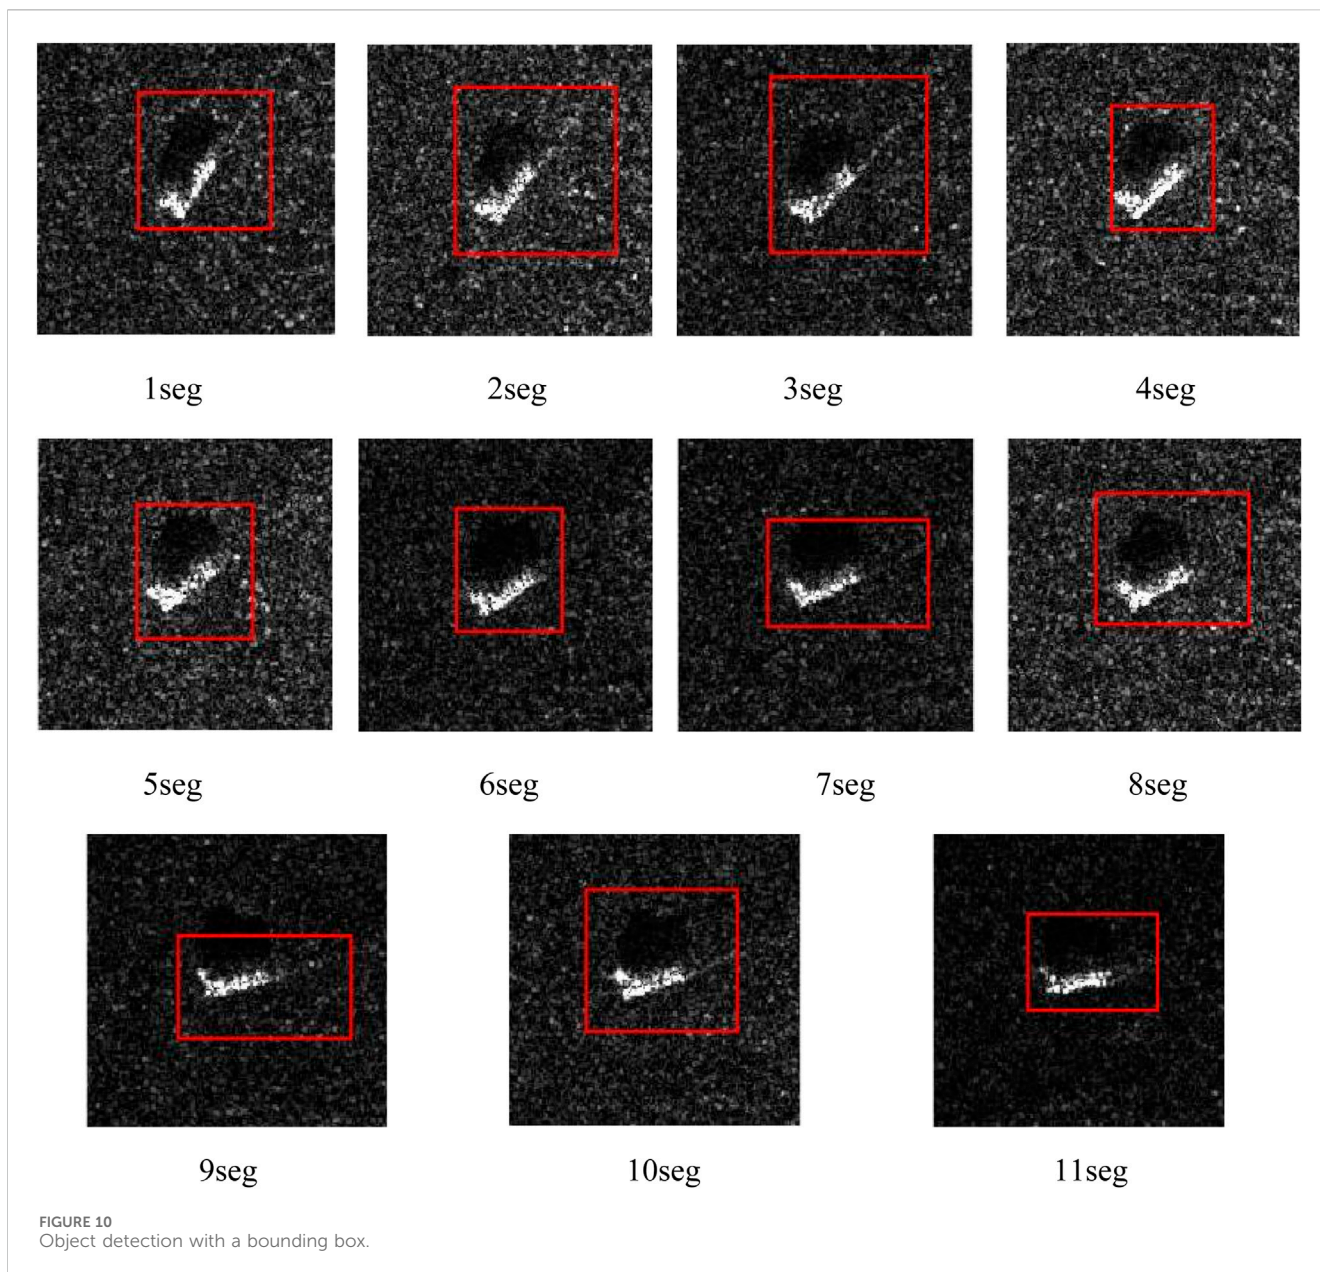 1seg
2seg
3seg
4seg
5seg
6seg
7seg
8seg
9seg
10seg
11seg
FIGURE 10
Object detection with a bounding box.